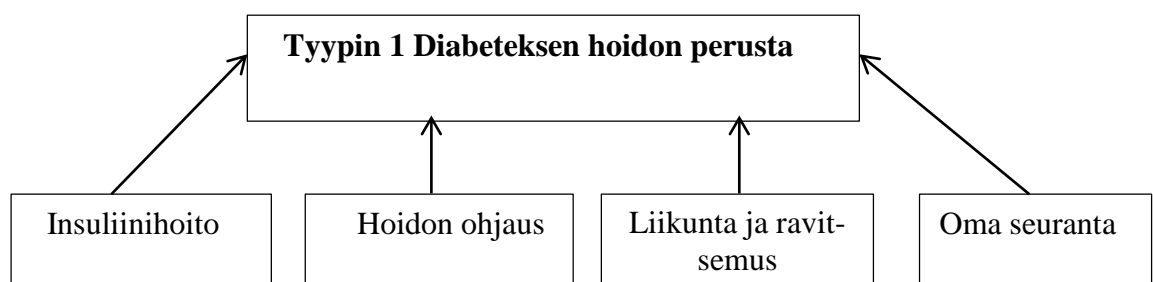 Tyypin 1 Diabeteksen hoidon perusta
Insuliinihoito
Hoidon ohjaus
Liikunta ja ravit-
semus
Oma seuranta